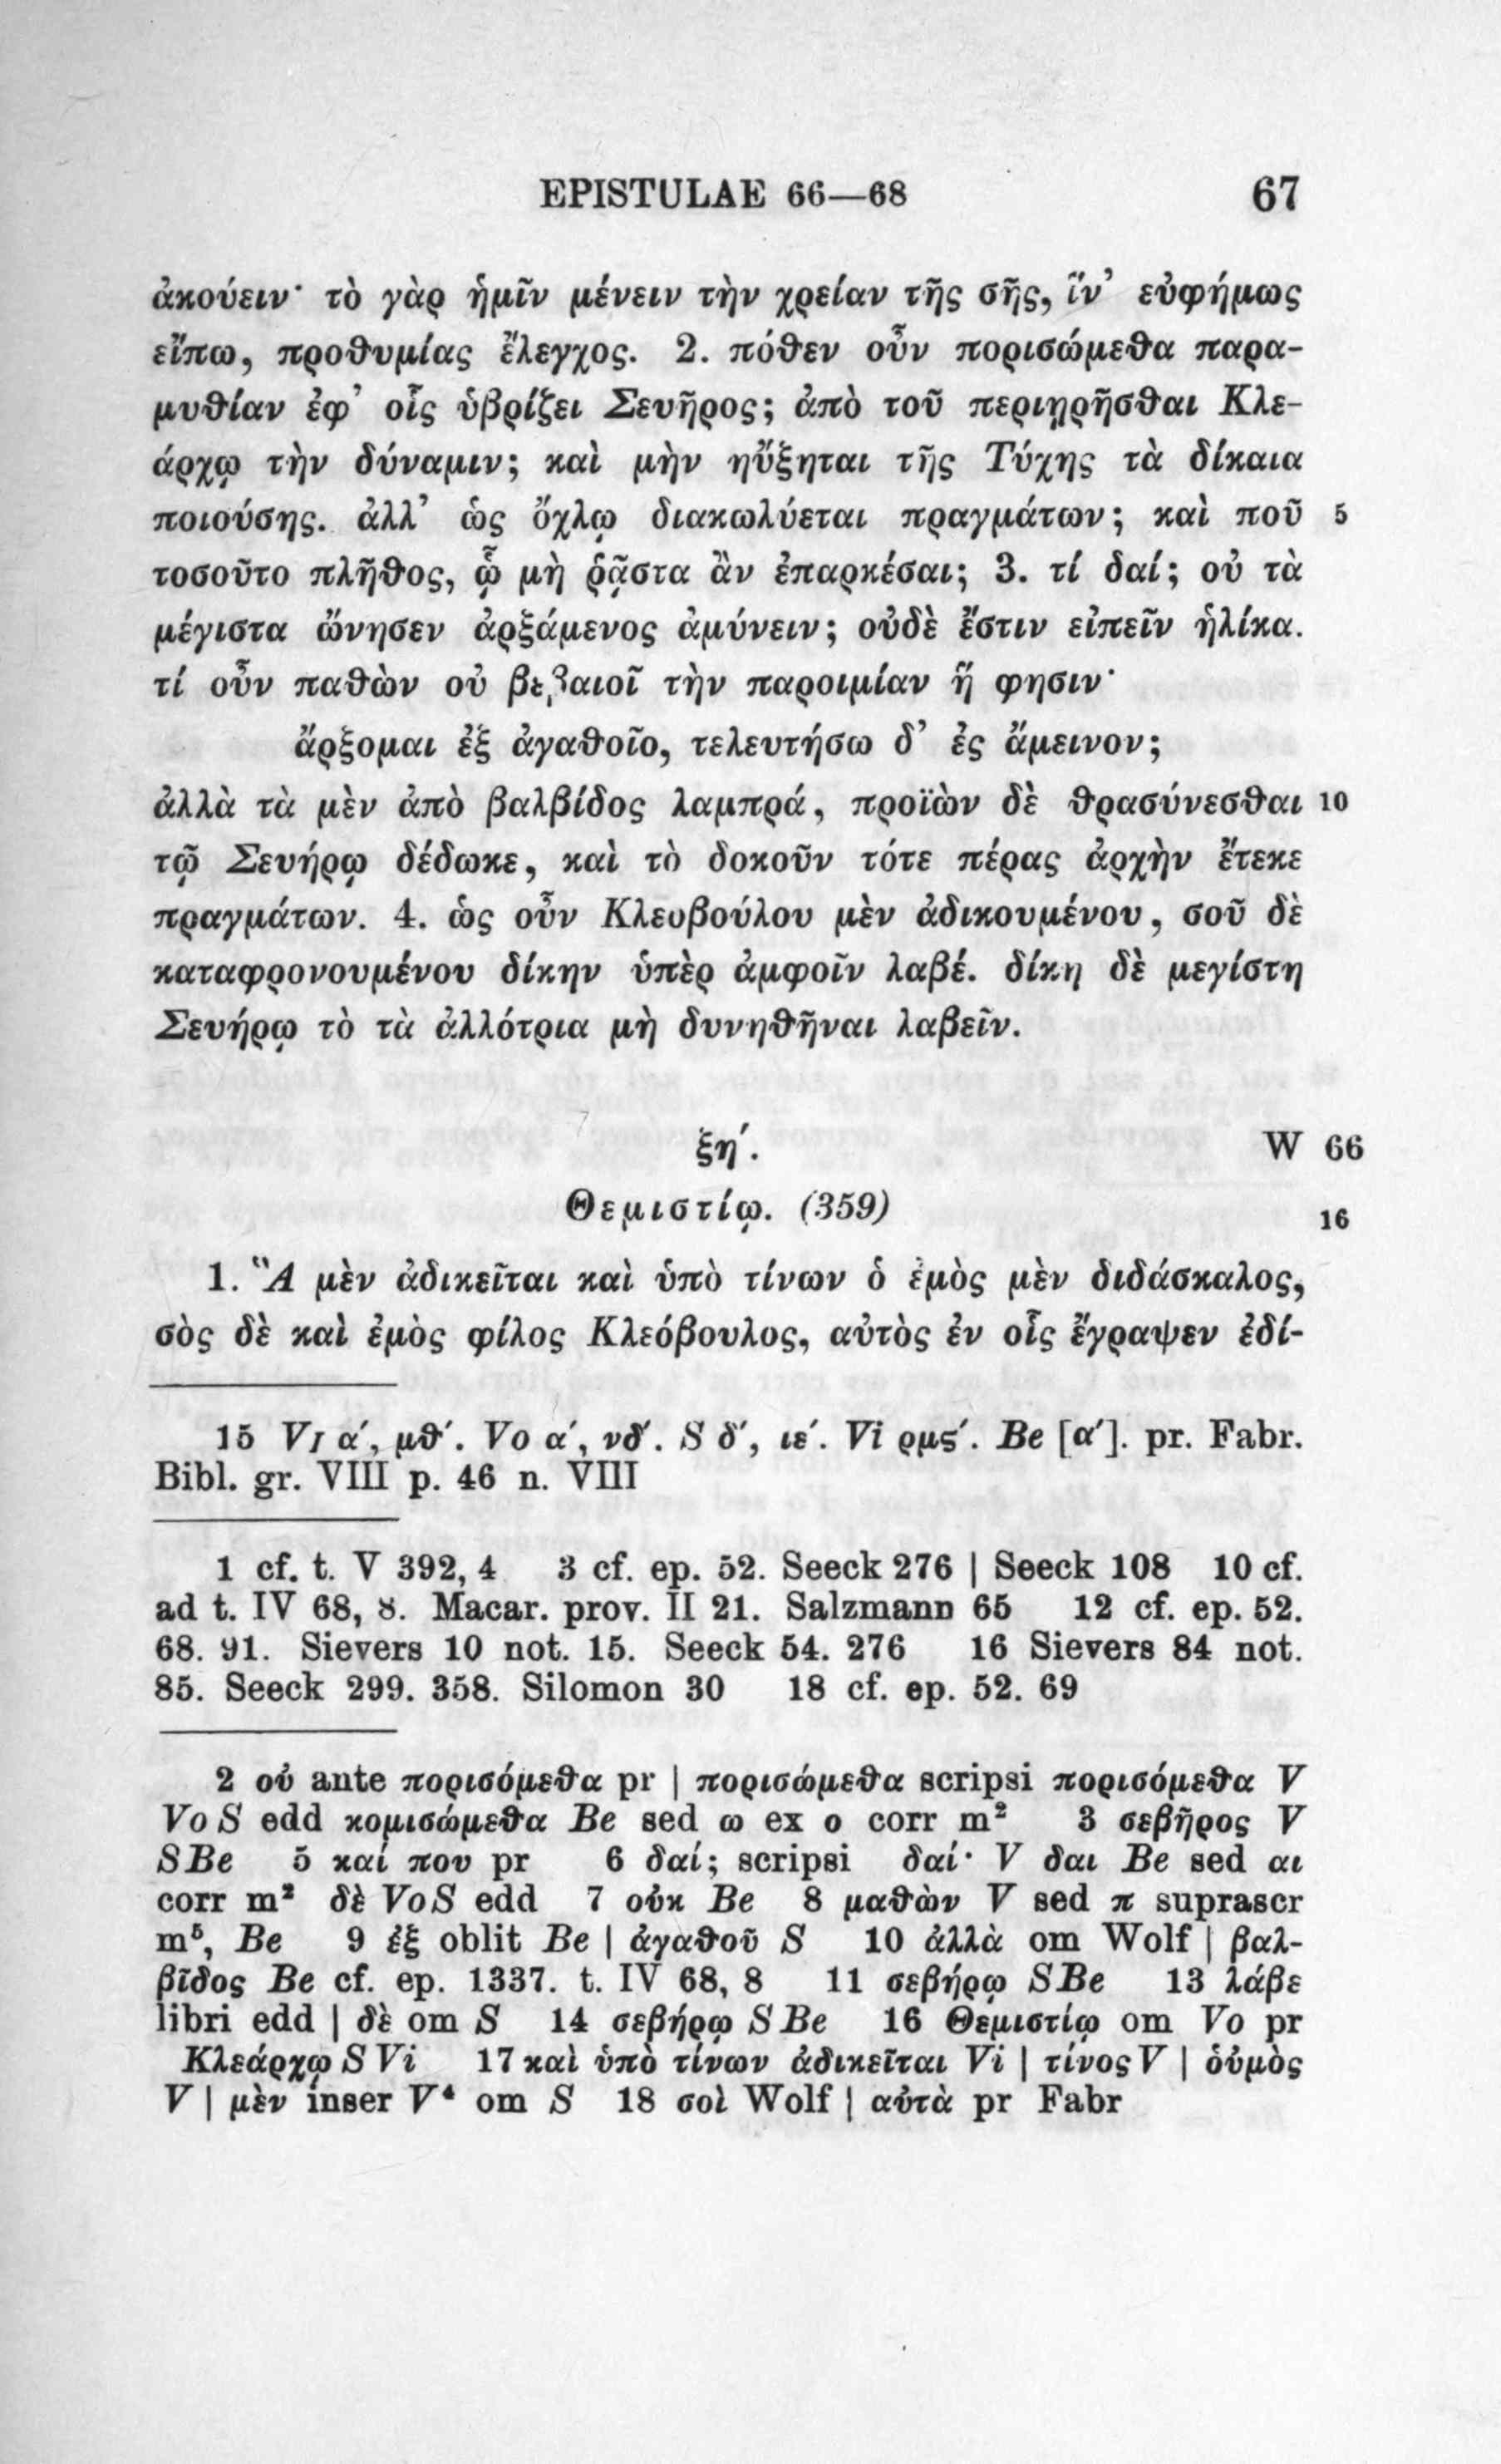 EPISTULAE 66—68 67
ἀκούειν· τὸ γὰρ ἡμῖν μένειν τὴν χρείαν τῆς σῆς, ἵν’ εὐφήμως
εἴπω, προθυμίας ἔλεγχος. 2. πόθεν οὖν πορισώμεθα παρα-
μυθίαν ἐφ’ οἷς ὑβρίζει Σευῆρος; ἀπὸ τοῦ περιῃρῆσθαι Κλε-
άρχῳ τὴν δύναμιν; καὶ μὴν ηὔξηται τῆς Τύχης τὰ δίκαια
ποιούσης. ἀλλ’ ὡς ὄχλῳ διακωλύεται πραγμάτων; καὶ ποῦ 5
τοσοῦτο πλῆθος, ᾧ μὴ ῥᾷστα ἂν ἐπαρκέσαι; 3. τί δαί; οὐ τὰ
μέγιστα ὤνησεν ἀρξάμενος ἀμύνειν; οὐδὲ ἔστιν εἰπεῖν ἡλίκα.
τί οὖν παθὼν οὐ βεβαιοῖ τὴν παροιμίαν ἥ φησιν·
ἄρξομαι ἐξ ἀγαθοῖο, τελευτήσω δ’ ἐς ἄμεινον;
ἀλλὰ τὰ μὲν ἀπὸ βαλβίδος λαμπρά, προϊὼν δὲ θρασύνεσθαι 10
τῷ Σευήρῳ δέδωκε, καὶ τὸ δοκοῦν τότε πέρας ἀρχὴν ἔτεκε
πραγμάτων. 4. ὡς οὖν Κλεοβούλου μὲν ἀδικουμένου, σοῦ δὲ
καταφρονουμένου δίκην ὑπὲρ ἀμφοῖν λαβέ. δίκη δὲ μεγίστη
Σευήρῳ τὸ τὰ ἀλλότρια μὴ δυνηθῆναι λαβεῖν.
ξη′. W 66
Θεμιστίῳ. (359) 16
1. Ἃ μὲν ἀδικεῖται καὶ ὑπὸ τίνων ὁ ἐμὸς μὲν διδάσκαλος,
σὸς δὲ καὶ ἐμὸς φίλος Κλεόβουλος, αὐτὸς ἐν οἷς ἔγραψεν ἐδί-
15 VI α′, μθ′. Vo α′, νδ′. S δ′, ιε′. Vi ρμς′. Be [α′]. pr. Fabr.
Bibl. gr. VIII p. 46 n. VIII
1 cf. t. V 392, 4 3 cf. ep. 52. Seeck 276 | Seeck 108 10 cf.
ad t. IV 68, 8. Macar. prov. II 21. Salzmann 65 12 cf. ep. 52.
68. 91. Sievers 10 not. 15. Seeck 54. 276 16 Sievers 84 not.
85. Seeck 299. 358. Silomon 30 18 cf. ep. 52. 69
2 οὐ ante πορισόμεθα pr | πορισώμεθα scripsi πορισόμεθα V
Vo S edd κομισώμεθα Be sed ω ex ο corr m² 3 σεβῆρος V
S Be 5 καί που pr 6 δαί; scripsi δαί· V δαι Be sed αι
corr m² δὲ Vo S edd 7 οὐκ Be 8 μαθὼν V sed π suprascr
m⁵, Be 9 ἐξ oblit Be | ἀγαθοῦ S 10 ἀλλὰ om Wolf | βαλ-
βῖδος Be cf. ep. 1337. t. IV 68, 8 11 σεβήρῳ S Be 13 λάβε
libri edd | δὲ om S 14 σεβήρῳ S Be 16 Θεμιστίῳ om Vo pr
Κλεάρχῳ S Vi 17 καὶ ὑπὸ τίνων ἀδικεῖται Vi | τίνος V | οὑμὸς
V | μὲν inser V⁴ om S 18 σοὶ Wolf | αὐτὰ pr Fabr